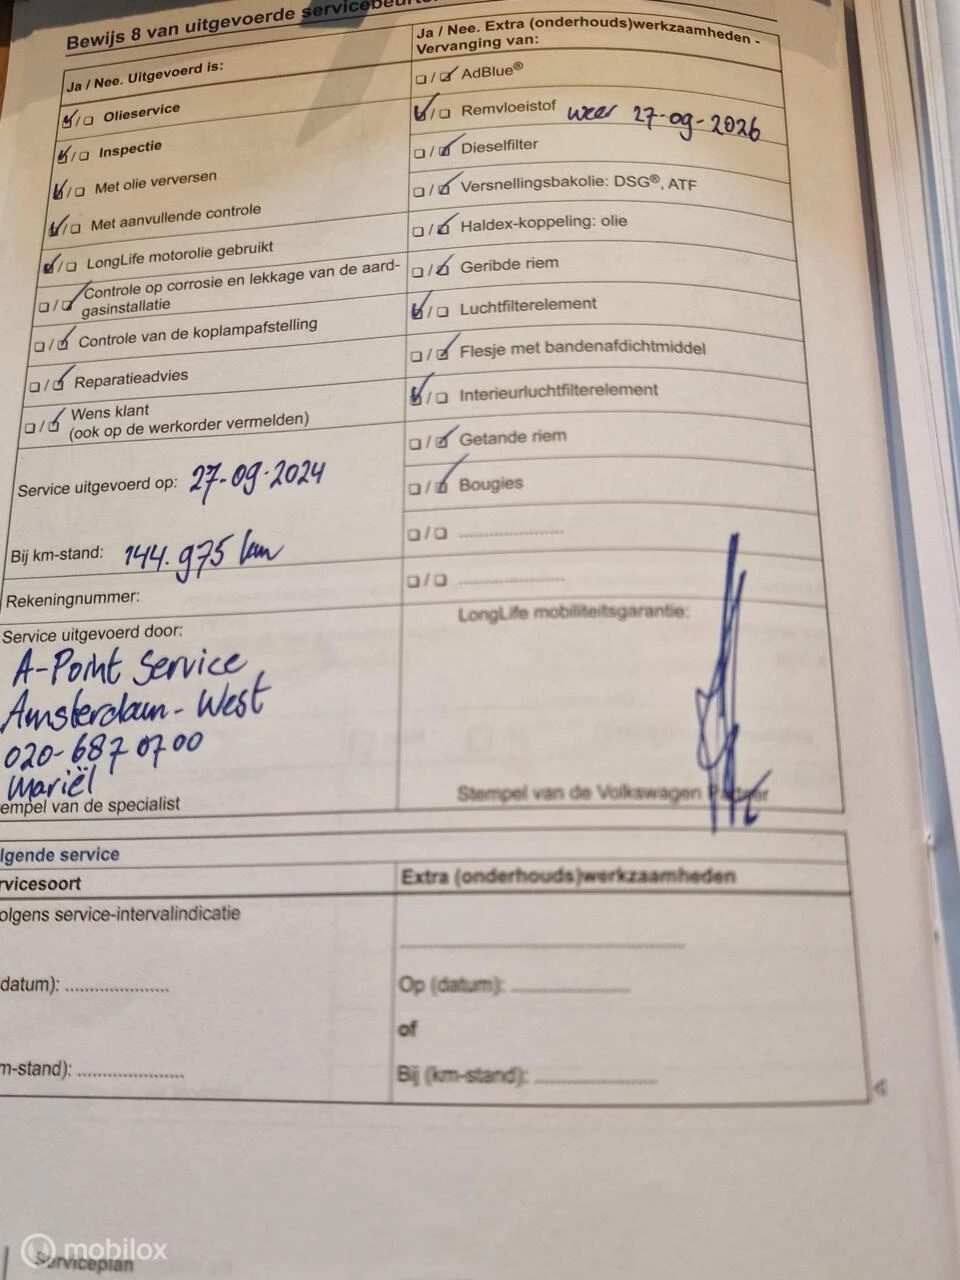 Bewijs 8 van uitgevoerde servicebeurten
Ja / Nee. Uitgevoerd is:
☑/☐ Olieservice
☑/☐ Inspectie
☑/☐ Met olie verversen
☑/☐ Met aanvullende controle
☑/☐ LongLife motorolie gebruikt
☐/☑ Controle op corrosie en lekkage van de aard-
gasinstallatie
☐/☑ Controle van de koplampafstelling
☐/☑ Reparatieadvies
☐/☑ Wens klant
(ook op de werkorder vermelden)
Service uitgevoerd op: 27-09-2024
Bij km-stand: 144.975 km
Rekeningnummer:
Service uitgevoerd door:
A-Point Service
Amsterdam-West
020-687 07 00
Mariël
empel van de specialist
Ja / Nee. Extra (onderhouds)werkzaamheden -
Vervanging van:
☐/☑ AdBlue®
☑/☐ Remvloeistof weer 27-09-2026
☐/☑ Dieselfilter
☐/☑ Versnellingsbakolie: DSG®, ATF
☐/☑ Haldex-koppeling: olie
☐/☑ Geribde riem
☑/☐ Luchtfilterelement
☐/☑ Flesje met bandenafdichtmiddel
☑/☐ Interieurluchtfilterelement
☐/☑ Getande riem
☐/☑ Bougies
☐/☐ ......................
☐/☐ ......................
LongLife mobiliteitsgarantie:
Stempel van de Volkswagen Partner
lgende service
rvicesoort
olgens service-intervalindicatie
datum): ......................
m-stand): ......................
Extra (onderhouds)werkzaamheden
............................................................
Op (datum): ......................
of
Bij (km-stand): ......................
Serviceplan
mobilox